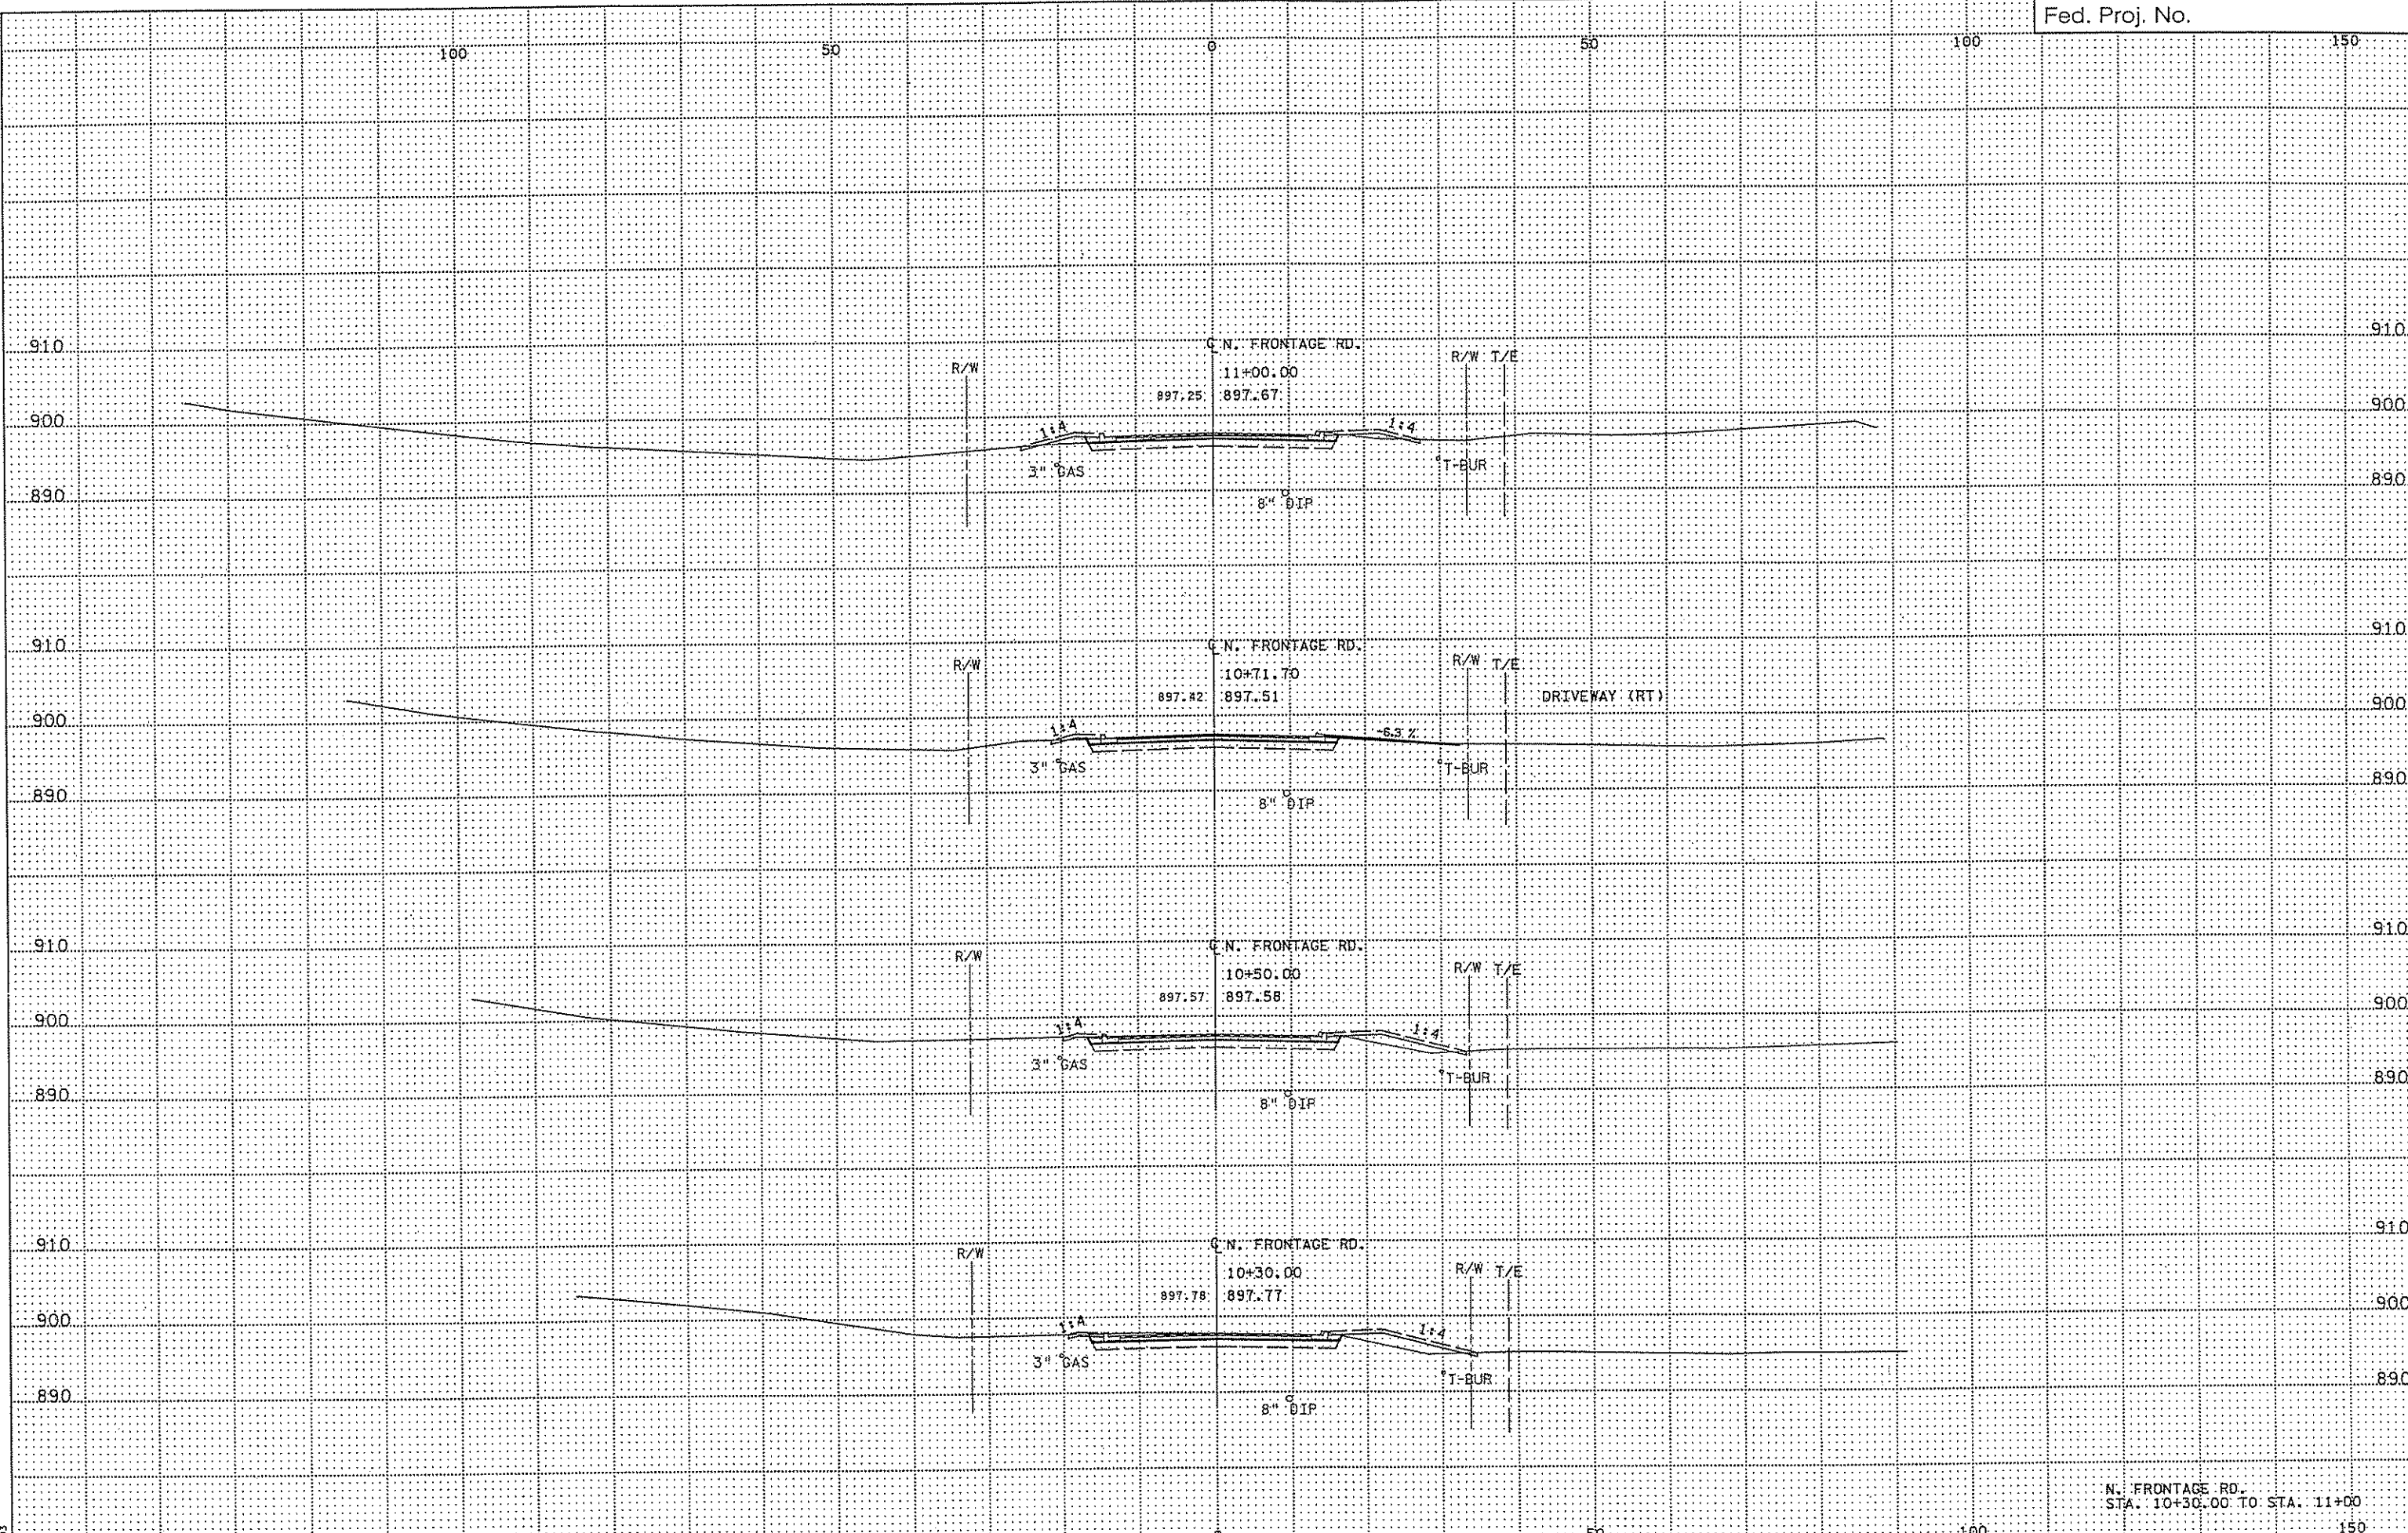 Fed. Proj. No.
100 50 0 50 100 150
℄ N. FRONTAGE RD.
910 910
R/W R/W T/E
11+00.00
897.25 897.67
900 1:4 1:4 900
3" GAS T-BUR
890 8" DIP 890
℄ N. FRONTAGE RD.
910 910
R/W R/W T/E
10+71.70
897.42 897.51 DRIVEWAY (RT)
900 1:4 -6.3 % 900
3" GAS T-BUR
890 8" DIP 890
℄ N. FRONTAGE RD.
910 910
R/W R/W T/E
10+50.00
897.57 897.58
900 1:4 1:4 900
3" GAS T-BUR
890 8" DIP 890
℄ N. FRONTAGE RD.
910 910
R/W R/W T/E
10+30.00
897.78 897.77
900 1:4 1:4 900
3" GAS T-BUR
890 8" DIP 890
N. FRONTAGE RD.
STA. 10+30.00 TO STA. 11+00
0 50 100 150